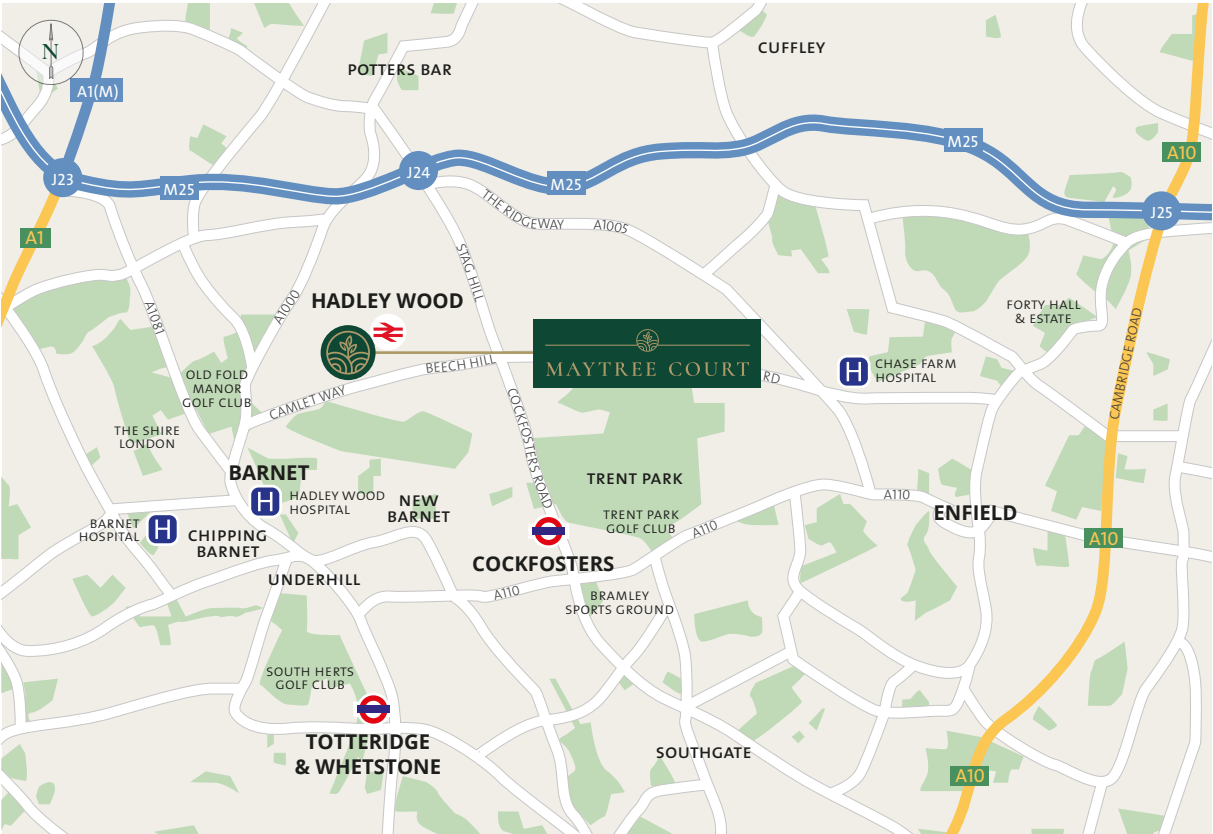 N
CUFFLEY
POTTERS BAR
A1(M)
M25
A10
J23
M25
J24
M25
J25
THE RIDGEWAY
A1005
A1
STAG HILL
HADLEY WOOD
A1081
A1000
FORTY HALL
& ESTATE
MAYTREE COURT
BEECH HILL
RD
H
CHASE FARM
HOSPITAL
CAMBRIDGE ROAD
OLD FOLD
MANOR
GOLF CLUB
CAMLET WAY
COCKFOSTERS ROAD
THE SHIRE
LONDON
BARNET
TRENT PARK
H
HADLEY WOOD
HOSPITAL
NEW
BARNET
A110
ENFIELD
TRENT PARK
GOLF CLUB
A110
BARNET
HOSPITAL
H
CHIPPING
BARNET
A10
COCKFOSTERS
UNDERHILL
A110
BRAMLEY
SPORTS GROUND
SOUTH HERTS
GOLF CLUB
TOTTERIDGE
& WHETSTONE
SOUTHGATE
A10